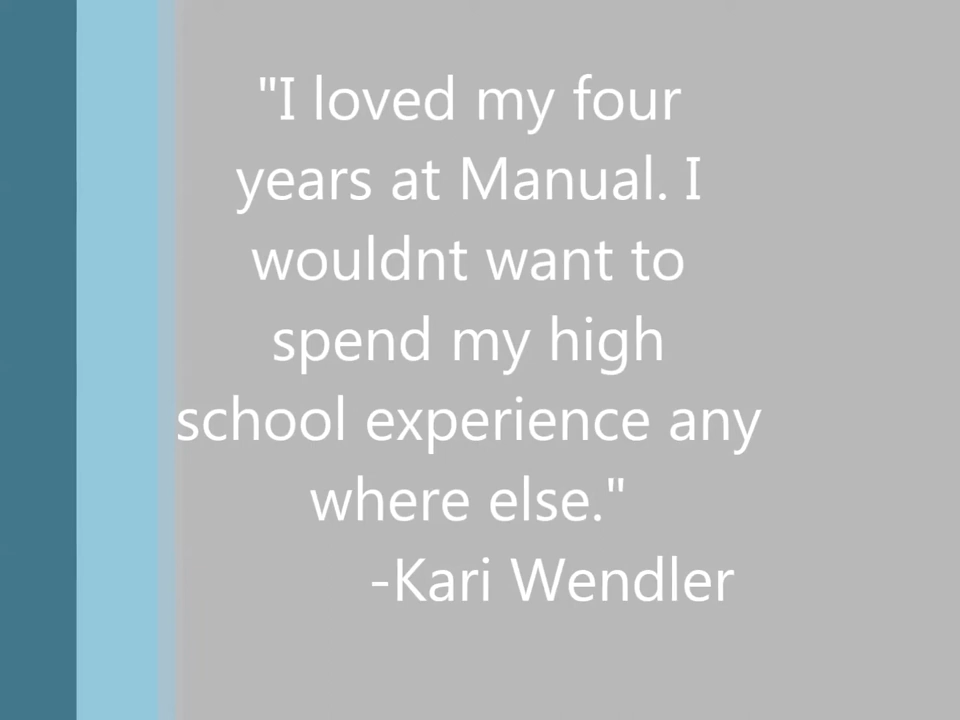 "I loved my four
years at Manual. I
wouldnt want to
spend my high
school experience any
where else."
-Kari Wendler